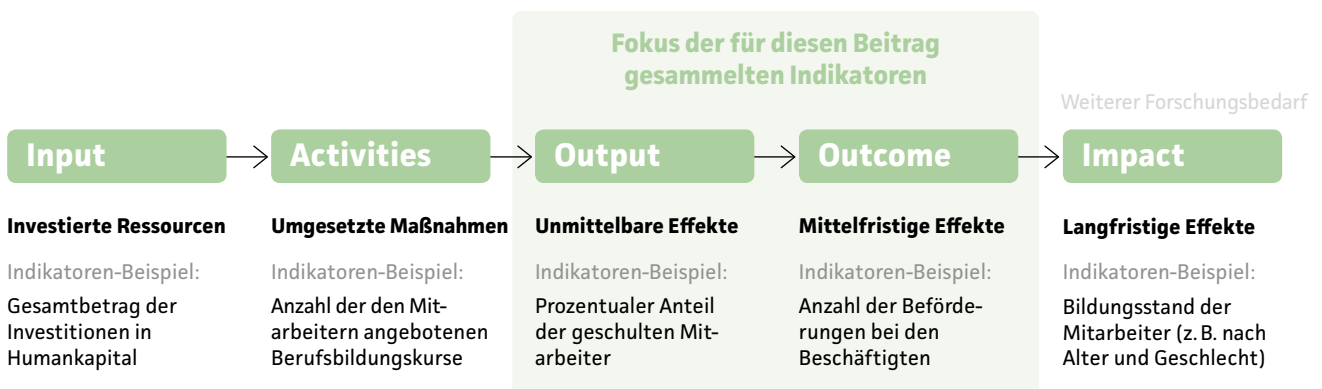 Fokus der für diesen Beitrag
gesammelten Indikatoren
Weiterer Forschungsbedarf
Input
Activities
Output
Outcome
Impact
Investierte Ressourcen
Umgesetzte Maßnahmen
Unmittelbare Effekte
Mittelfristige Effekte
Langfristige Effekte
Indikatoren-Beispiel:
Gesamtbetrag der
Investitionen in
Humankapital
Indikatoren-Beispiel:
Anzahl der den Mit-
arbeitern angebotenen
Berufsbildungskurse
Indikatoren-Beispiel:
Prozentualer Anteil
der geschulten Mit-
arbeiter
Indikatoren-Beispiel:
Anzahl der Beförde-
rungen bei den
Beschäftigten
Indikatoren-Beispiel:
Bildungsstand der
Mitarbeiter (z. B. nach
Alter und Geschlecht)